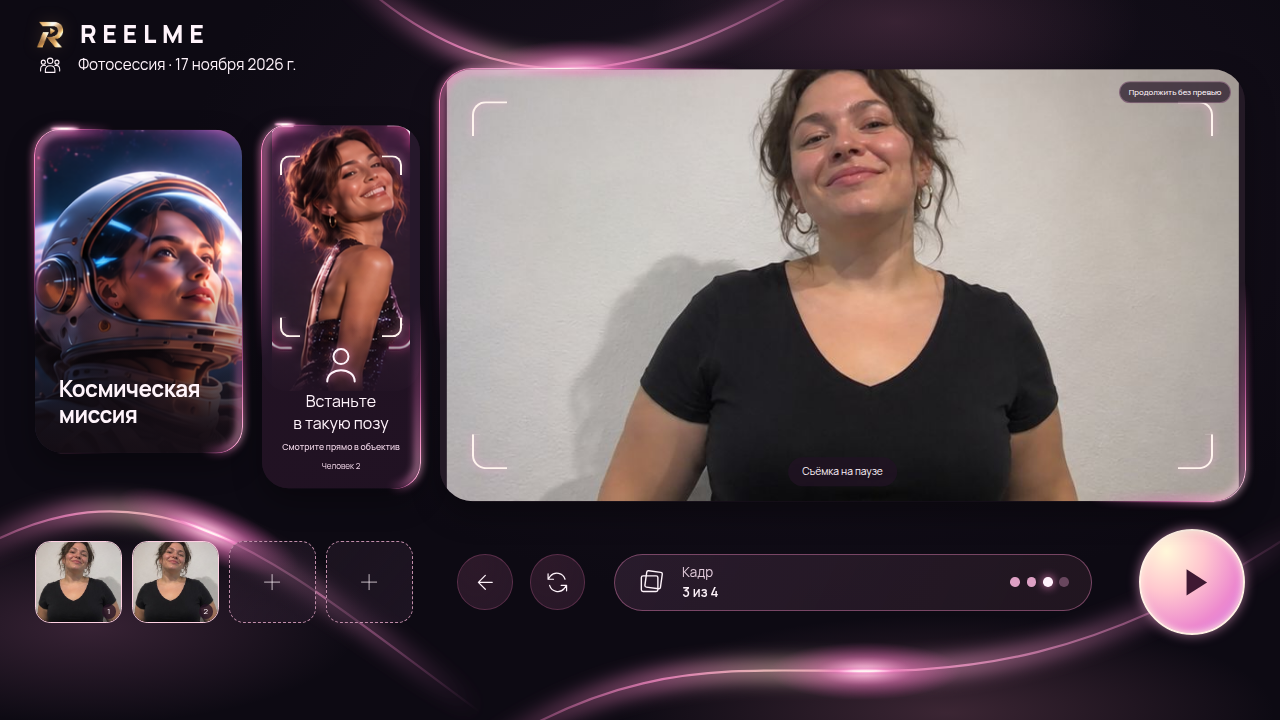 REELME
Фотосессия · 17 ноября 2026 г.
Продолжить без превью
Космическая
миссия
Встаньте
в такую позу
Смотрите прямо в объектив
Человек 2
Съёмка на паузе
1
2
Кадр
3 из 4